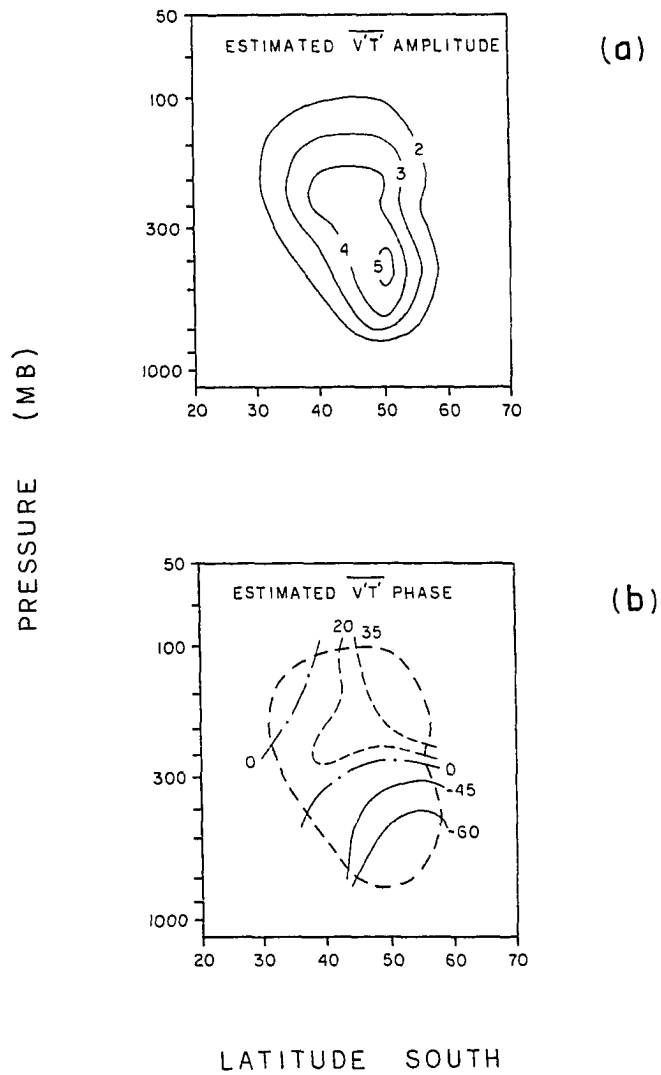 50
ESTIMATED V'T' AMPLITUDE
(a)
100
2
3
300
4
5
1000
20 30 40 50 60 70
PRESSURE (MB)
50
ESTIMATED V'T' PHASE
(b)
20 35
100
0
300
0
-45
-60
1000
20 30 40 50 60 70
LATITUDE SOUTH